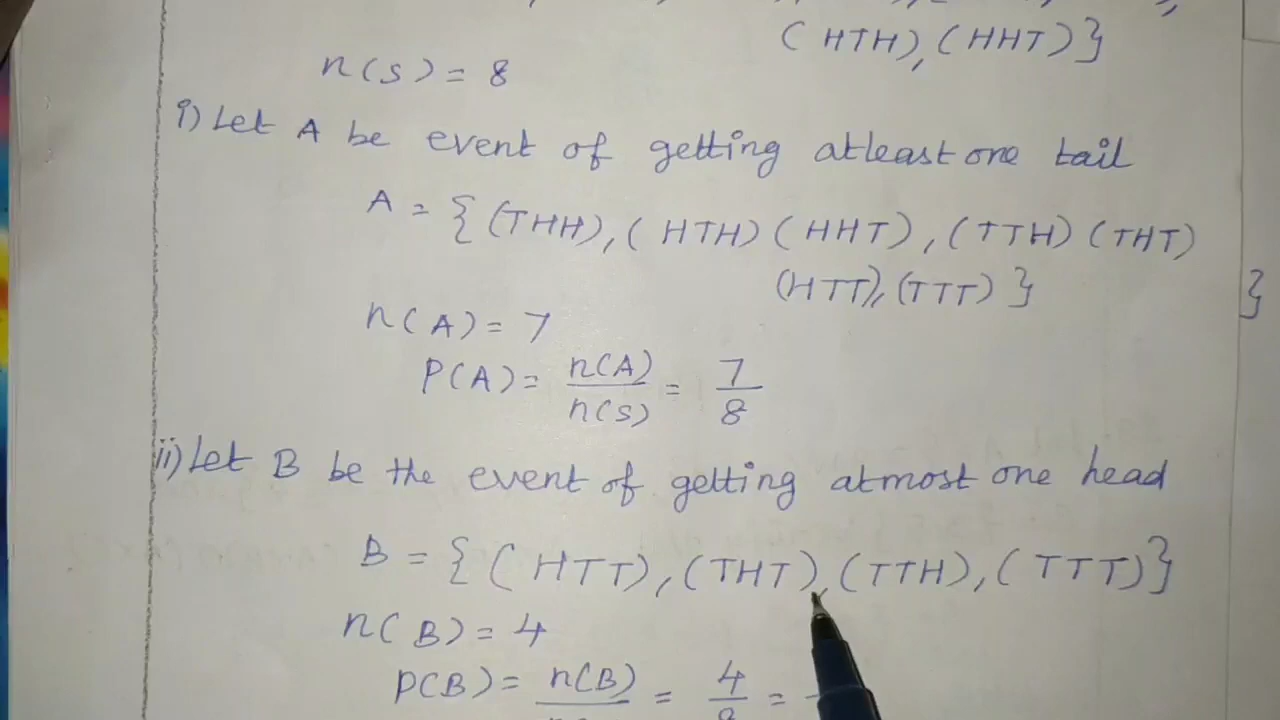 ( HTH), (HHT)}
n(S) = 8
i) Let A be event of getting atleast one tail
A = {(THH), ( HTH) ( HHT), (TTH) (THT)
(HTT), (TTT) }
}
n(A) = 7
P(A) = n(A)/n(S) = 7/8
ii) Let B be the event of getting atmost one head
B = { ( HTT), (THT), (TTH), ( TTT)}
n( B) = 4
P(B) = n(B) = 4 =